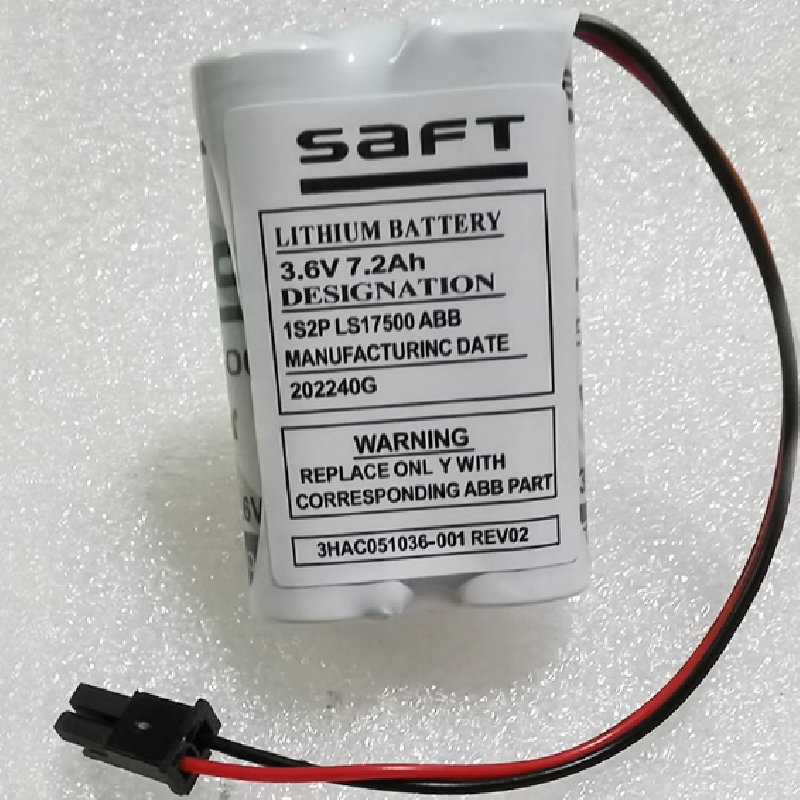 SAFT
LITHIUM BATTERY
3.6V 7.2Ah
DESIGNATION
1S2P LS17500 ABB
MANUFACTURINC DATE
202240G
WARNING
REPLACE ONL Y WITH
CORRESPONDING ABB PART
3HAC051036-001 REV02